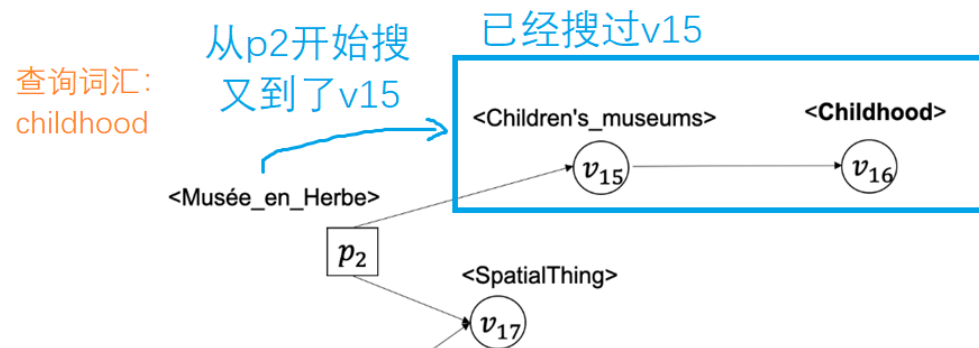 从p2开始搜
又到了v15
已经搜过v15
查询词汇：
childhood
<Children's_museums>
<Childhood>
v15
v16
<Musée_en_Herbe>
p2
<SpatialThing>
v17